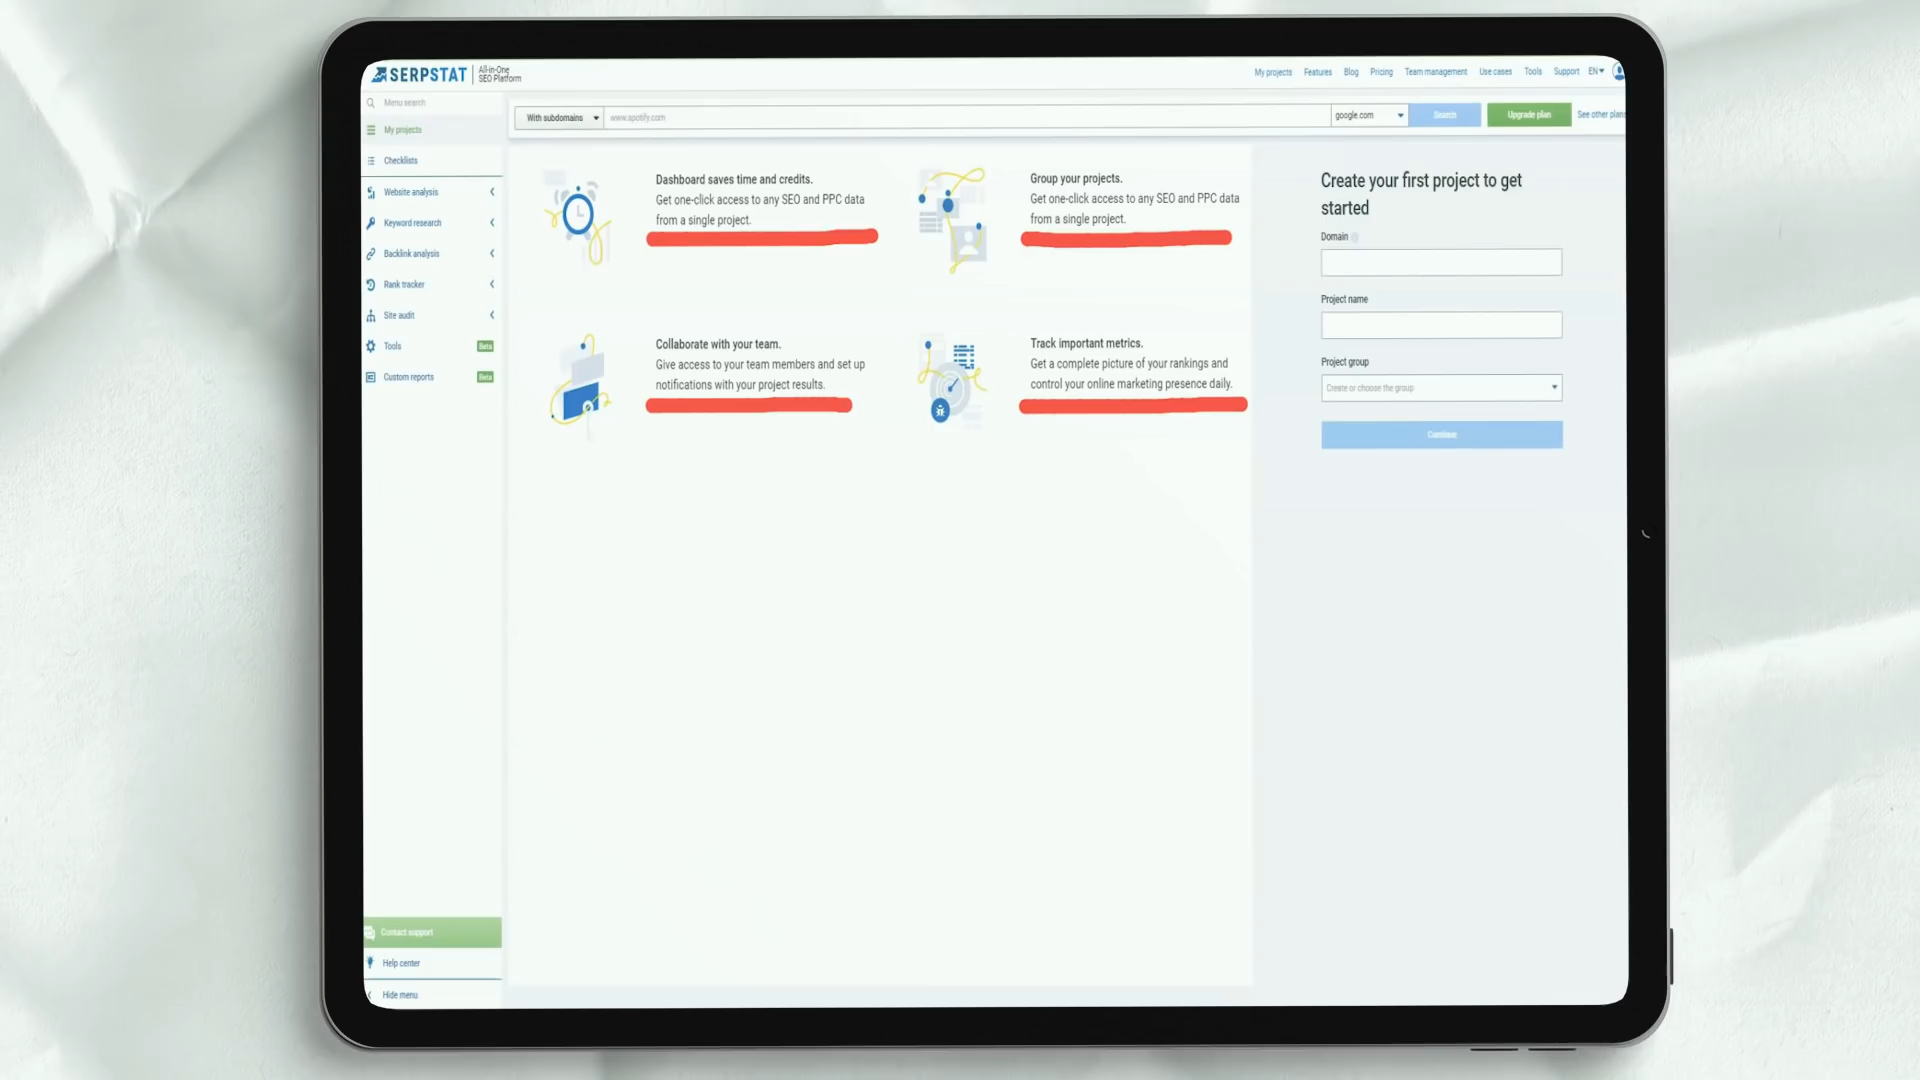 SERPSTAT
All-in-One
SEO Platform
My projects
Features
Blog
Pricing
Team management
Use cases
Tools
Support
EN
Menu search
My projects
Checklists
Website analysis
Keyword research
Backlink analysis
Rank tracker
Site audit
Tools
Beta
Custom reports
Beta
With subdomains
www.spotify.com
google.com
Search
Upgrade plan
See other plans
Dashboard saves time and credits.
Get one-click access to any SEO and PPC data
from a single project.
Group your projects.
Get one-click access to any SEO and PPC data
from a single project.
Collaborate with your team.
Give access to your team members and set up
notifications with your project results.
Track important metrics.
Get a complete picture of your rankings and
control your online marketing presence daily.
Create your first project to get
started
Domain
Project name
Project group
Create or choose the group
Continue
Contact support
Help center
Hide menu